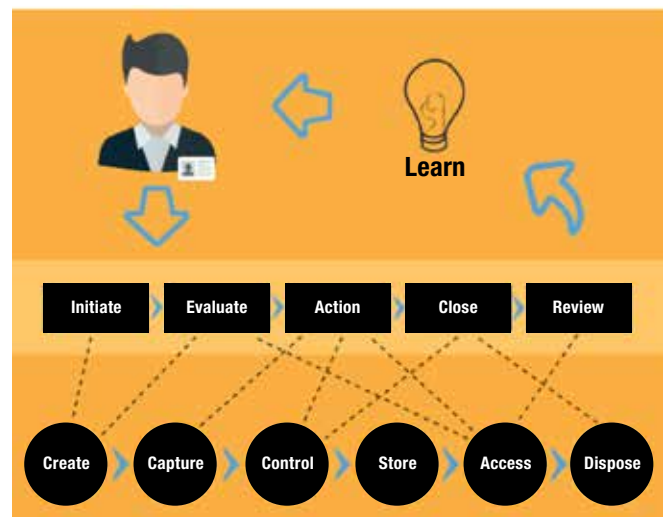 Learn
Initiate
Evaluate
Action
Close
Review
Create
Capture
Control
Store
Access
Dispose